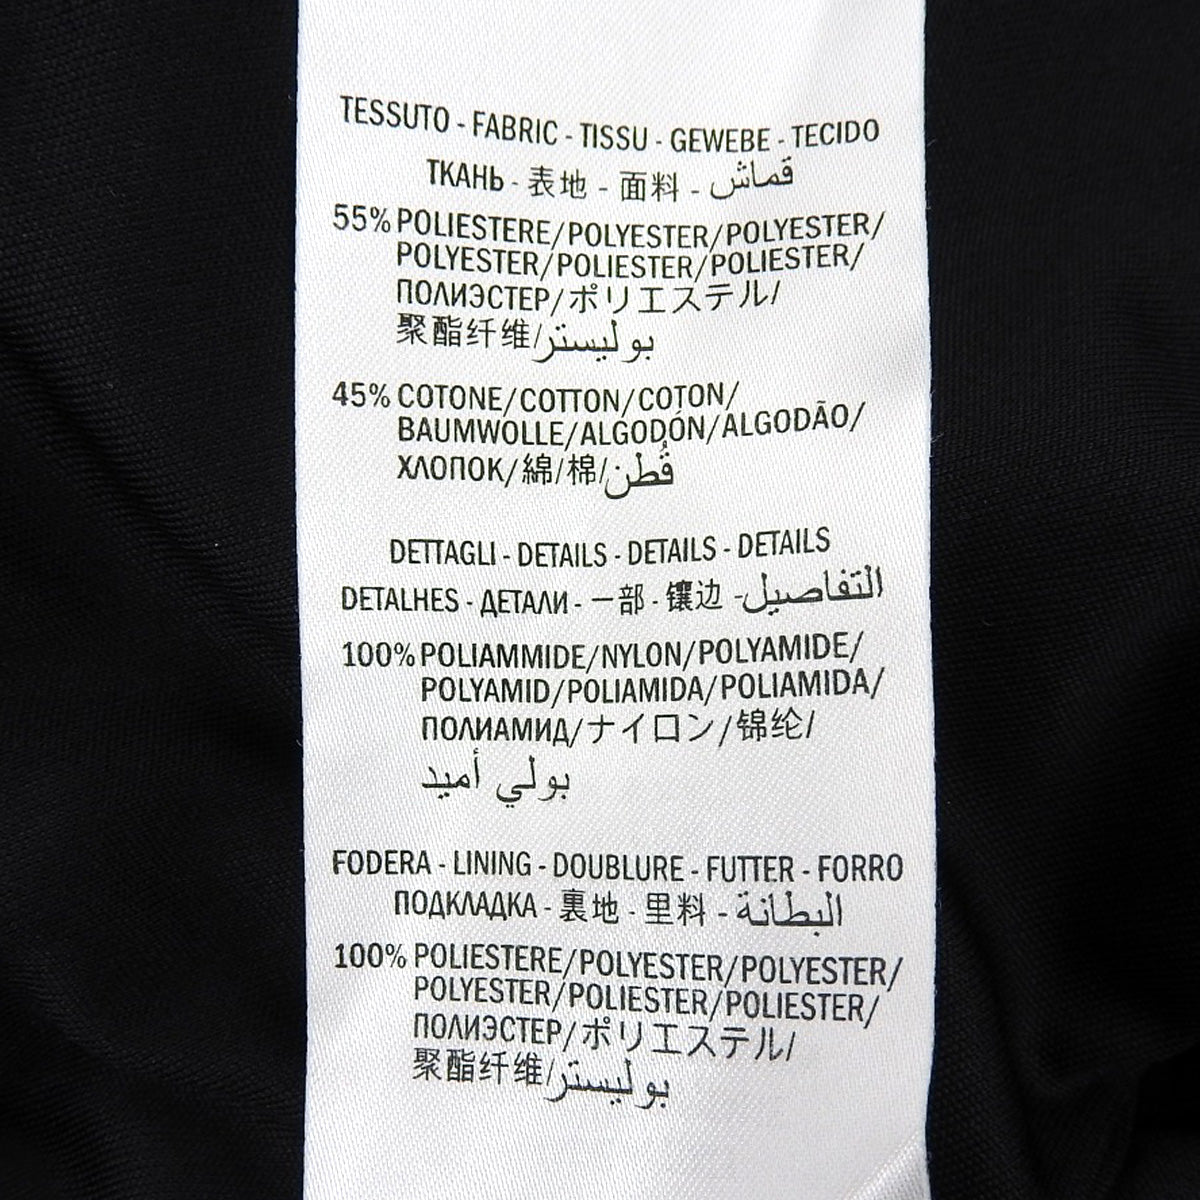 TESSUTO - FABRIC - TISSU - GEWEBE - TECIDO
ТКАНЬ - 表地 - 面料 - قماش
55% POLIESTERE/POLYESTER/POLYESTER/
POLYESTER/POLIESTER/POLIESTER/
ПОЛИЭСТЕР/ポリエステル/
聚酯纤维/بوليستر
45% COTONE/COTTON/COTON/
BAUMWOLLE/ALGODÓN/ALGODÃO/
ХЛОПОК/綿/棉/قُطن
DETTAGLI - DETAILS - DETAILS - DETAILS
DETALHES - ДЕТАЛИ - 一部 - 镶边 - التفاصيل
100% POLIAMMIDE/NYLON/POLYAMIDE/
POLYAMID/POLIAMIDA/POLIAMIDA/
ПОЛИАМИД/ナイロン/锦纶/
بولي أميد
FODERA - LINING - DOUBLURE - FUTTER - FORRO
ПОДКЛАДКА - 裏地 - 里料 - البطانة
100% POLIESTERE/POLYESTER/POLYESTER/
POLYESTER/POLIESTER/POLIESTER/
ПОЛИЭСТЕР/ポリエステル/
聚酯纤维/بوليستر